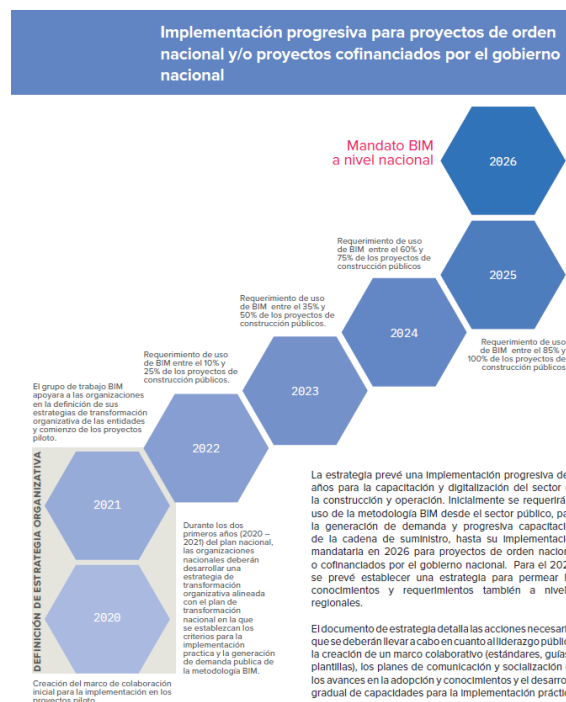 Implementación progresiva para proyectos de orden
nacional y/o proyectos cofinanciados por el gobierno
nacional
Mandato BIM
a nivel nacional
2026
Requerimiento de uso
de BIM entre el 60% y
75% de los proyectos de
construcción públicos
2025
Requerimiento de uso
de BIM entre el 85% y
100% de los proyectos de
construcción públicos
2024
Requerimiento de uso
de BIM entre el 35% y
50% de los proyectos de
construcción públicos.
2023
Requerimiento de uso
de BIM entre el 10% y
25% de los proyectos de
construcción públicos.
2022
El grupo de trabajo BIM
apoyara a las organizaciones
en la definición de sus
estrategias de transformación
organizativa de las entidades
y comienzo de los proyectos
piloto.
DEFINICIÓN DE ESTRATEGIA ORGANIZATIVA
2021
2020
Durante los dos
primeros años (2020 –
2021) del plan nacional,
las organizaciones
nacionales deberán
desarrollar una
estrategia de
transformación
organizativa alineada
con el plan de
transformación
nacional en la que
se establezcan los
criterios para la
implementación
practica y la generación
de demanda publica de
la metodología BIM.
Creación del marco de colaboración
inicial para la implementación en los
proyectos piloto
La estrategia prevé una implementación progresiva de
años para la capacitación y digitalización del sector
la construcción y operación. Inicialmente se requerirá
uso de la metodología BIM desde el sector público, pa
la generación de demanda y progresiva capacitaci
de la cadena de suministro, hasta su implementaci
mandataria en 2026 para proyectos de orden nacion
o cofinanciados por el gobierno nacional. Para el 202
se prevé establecer una estrategia para permear l
conocimientos y requerimientos también a nivel
regionales.
El documento de estrategia detalla las acciones necesari
que se deberán llevar a cabo en cuanto al liderazgo públic
la creación de un marco colaborativo (estándares, guías
plantillas), los planes de comunicación y socialización
los avances en la adopción y conocimientos y el desarro
gradual de capacidades para la implementación práctic